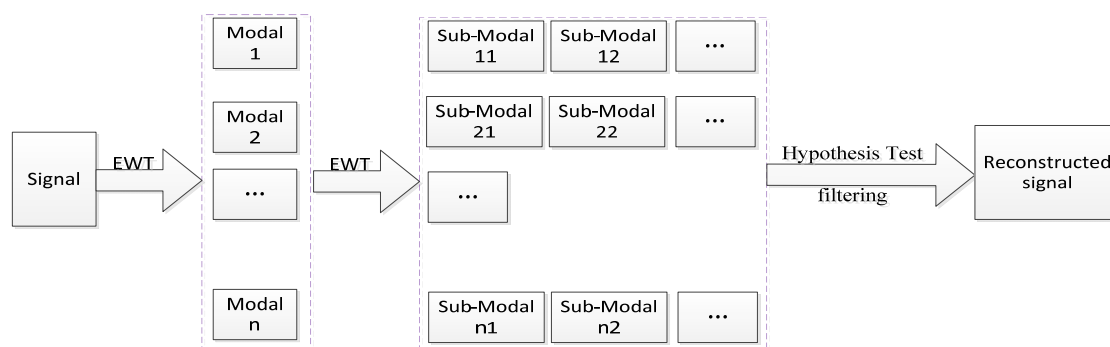 Signal
EWT
Modal
1
Modal
2
...
Modal
n
EWT
Sub-Modal
11
Sub-Modal
12
...
Sub-Modal
21
Sub-Modal
22
...
...
Sub-Modal
n1
Sub-Modal
n2
...
Hypothesis Test
filtering
Reconstructed
signal